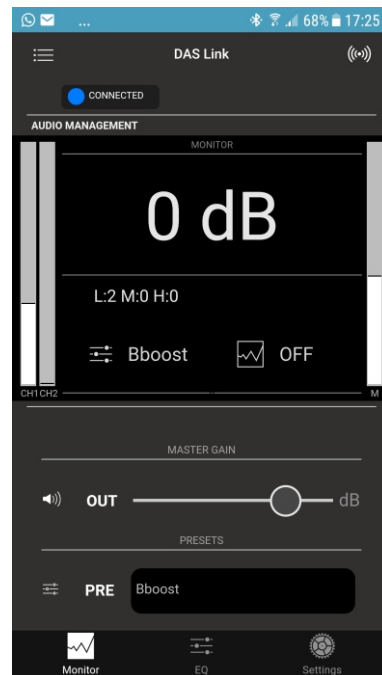 ... 68% 17:25
DAS Link
CONNECTED
AUDIO MANAGEMENT
MONITOR
0 dB
L:2 M:0 H:0
Bboost OFF
CH1 CH2 M
MASTER GAIN
OUT dB
PRESETS
PRE Bboost
Monitor EQ Settings